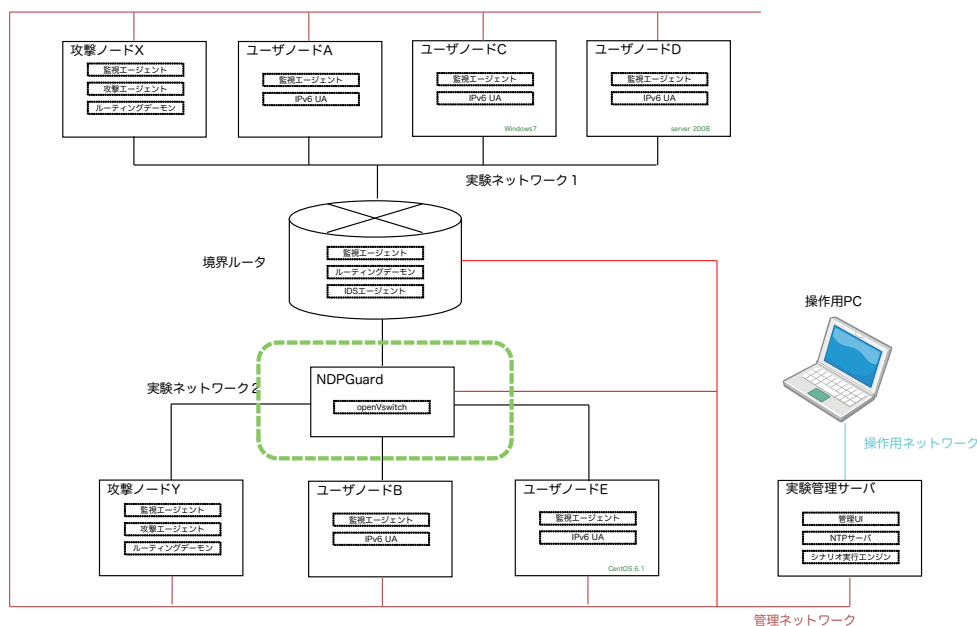 攻撃ノードX
監視エージェント
攻撃エージェント
ルーティングデーモン
ユーザノードA
監視エージェント
IPv6 UA
ユーザノードC
監視エージェント
IPv6 UA
Windows7
ユーザノードD
監視エージェント
IPv6 UA
server 2008
実験ネットワーク１
境界ルータ
監視エージェント
ルーティングデーモン
IDSエージェント
操作用PC
実験ネットワーク２
NDPGuard
openVswitch
操作用ネットワーク
攻撃ノードY
監視エージェント
攻撃エージェント
ルーティングデーモン
ユーザノードB
監視エージェント
IPv6 UA
ユーザノードE
監視エージェント
IPv6 UA
CentOS 6.1
実験管理サーバ
管理UI
NTPサーバ
シナリオ実行エンジン
管理ネットワーク